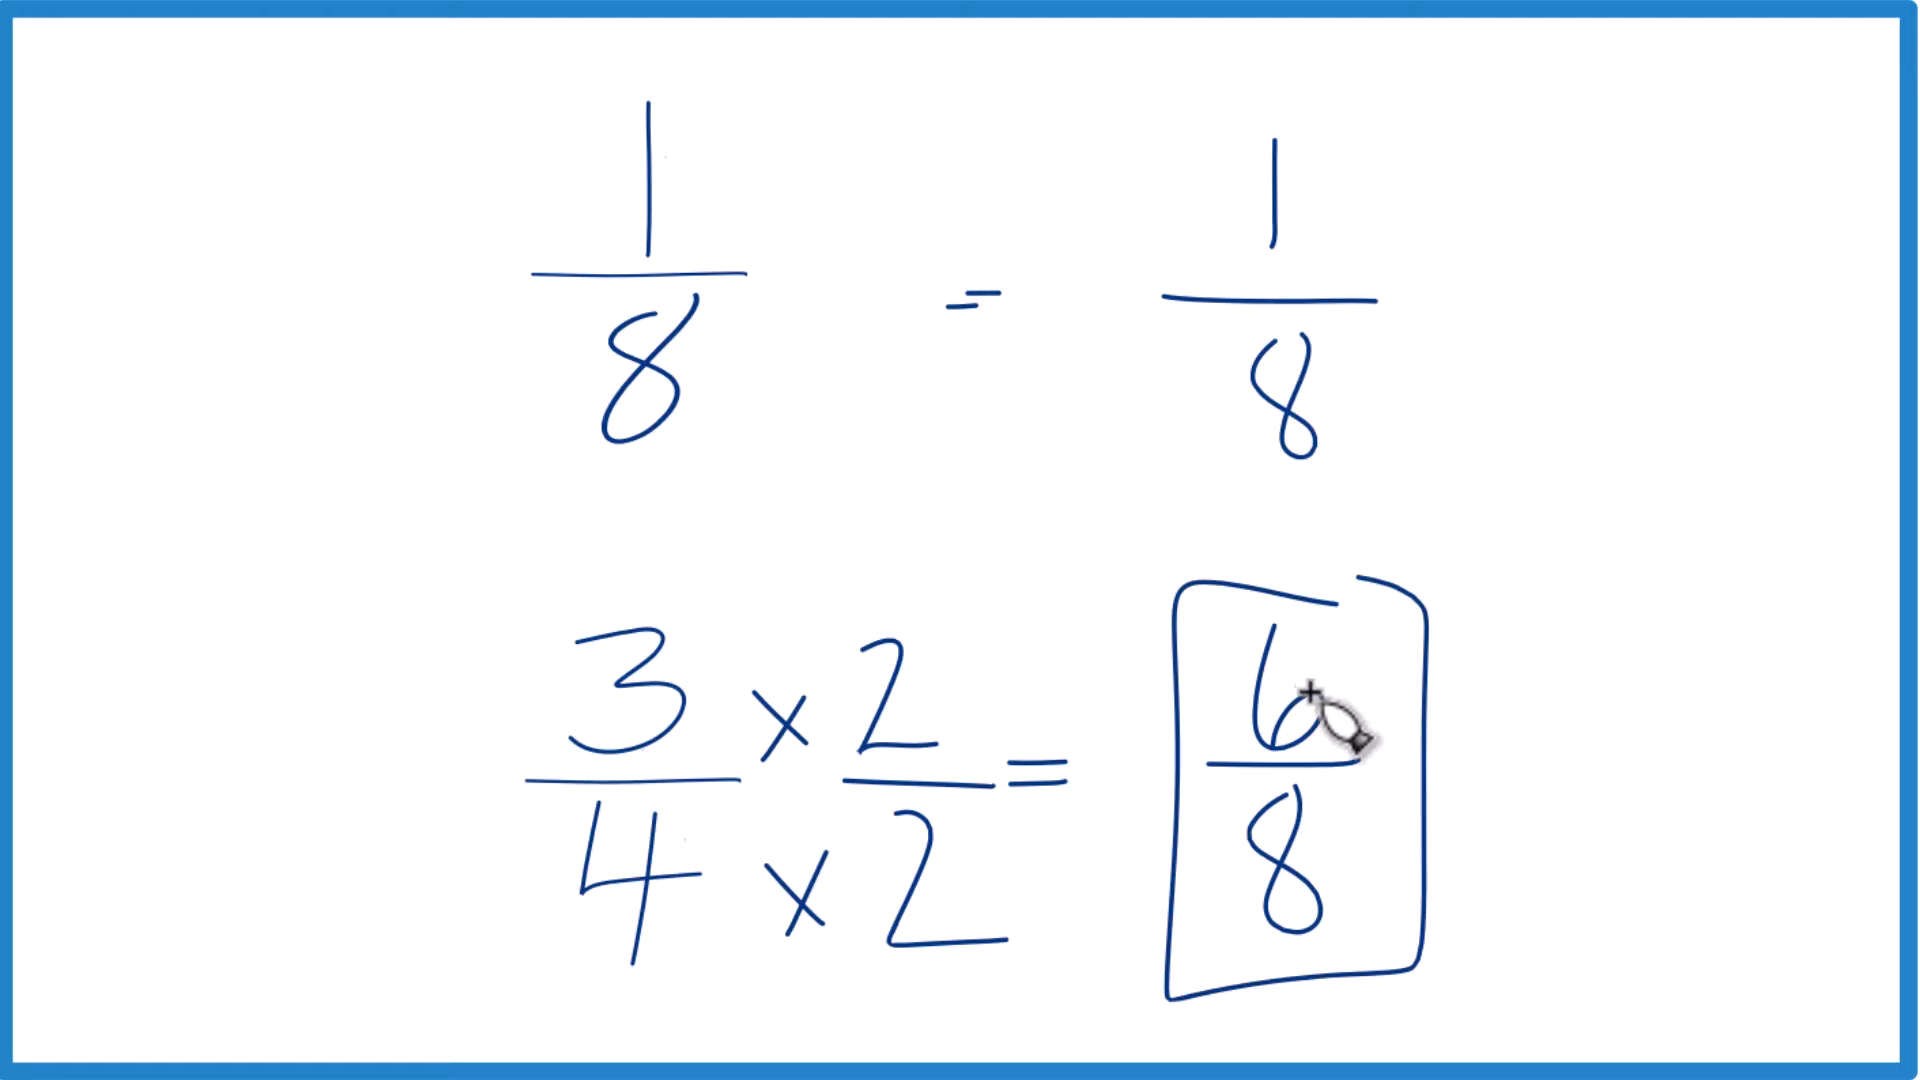 1/8 = 1/8
3/4 × 2/2 = 6/8